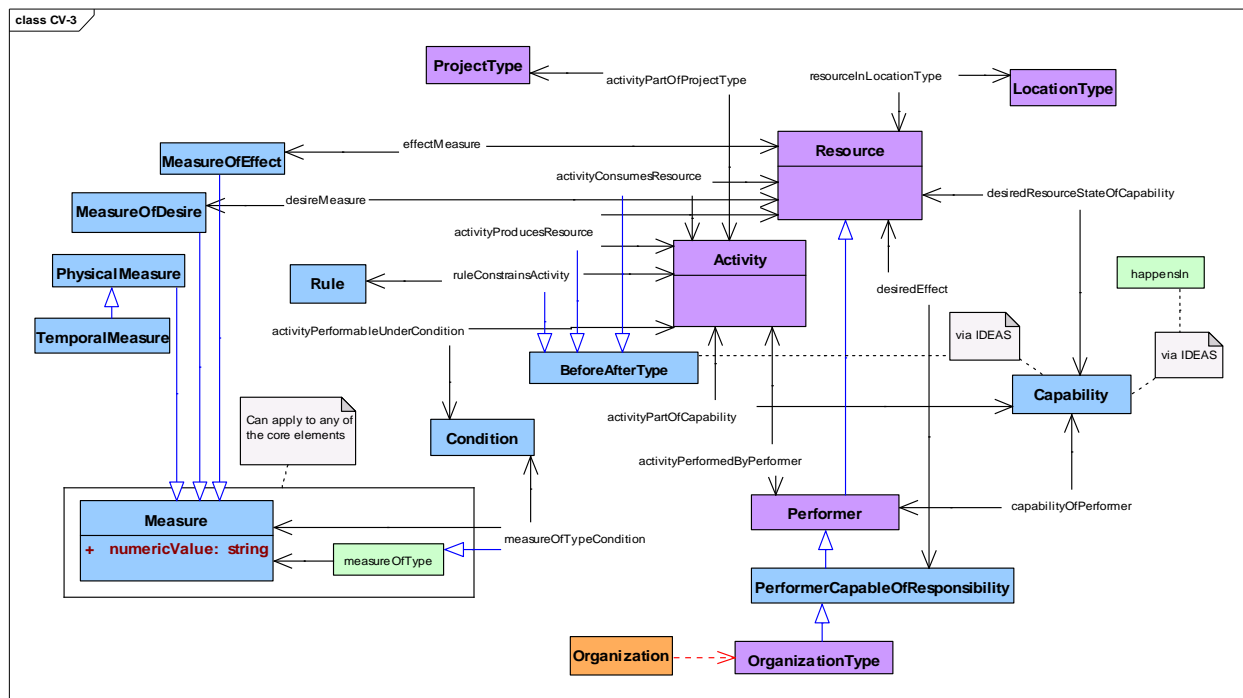 class CV-3
ProjectType
activityPartOfProjectType
resourceInLocationType
LocationType
MeasureOfEffect
effectMeasure
Resource
activityConsumesResource
MeasureOfDesire
desireMeasure
desiredResourceStateOfCapability
activityProducesResource
Activity
PhysicalMeasure
Rule
ruleConstrainsActivity
desiredEffect
happensIn
TemporalMeasure
activityPerformableUnderCondition
via IDEAS
via IDEAS
BeforeAfterType
Capability
Can apply to any of
the core elements
activityPartOfCapability
Condition
activityPerformedByPerformer
Measure
Performer
capabilityOfPerformer
+ numericValue: string
measureOfTypeCondition
measureOfType
PerformerCapableOfResponsibility
Organization
OrganizationType